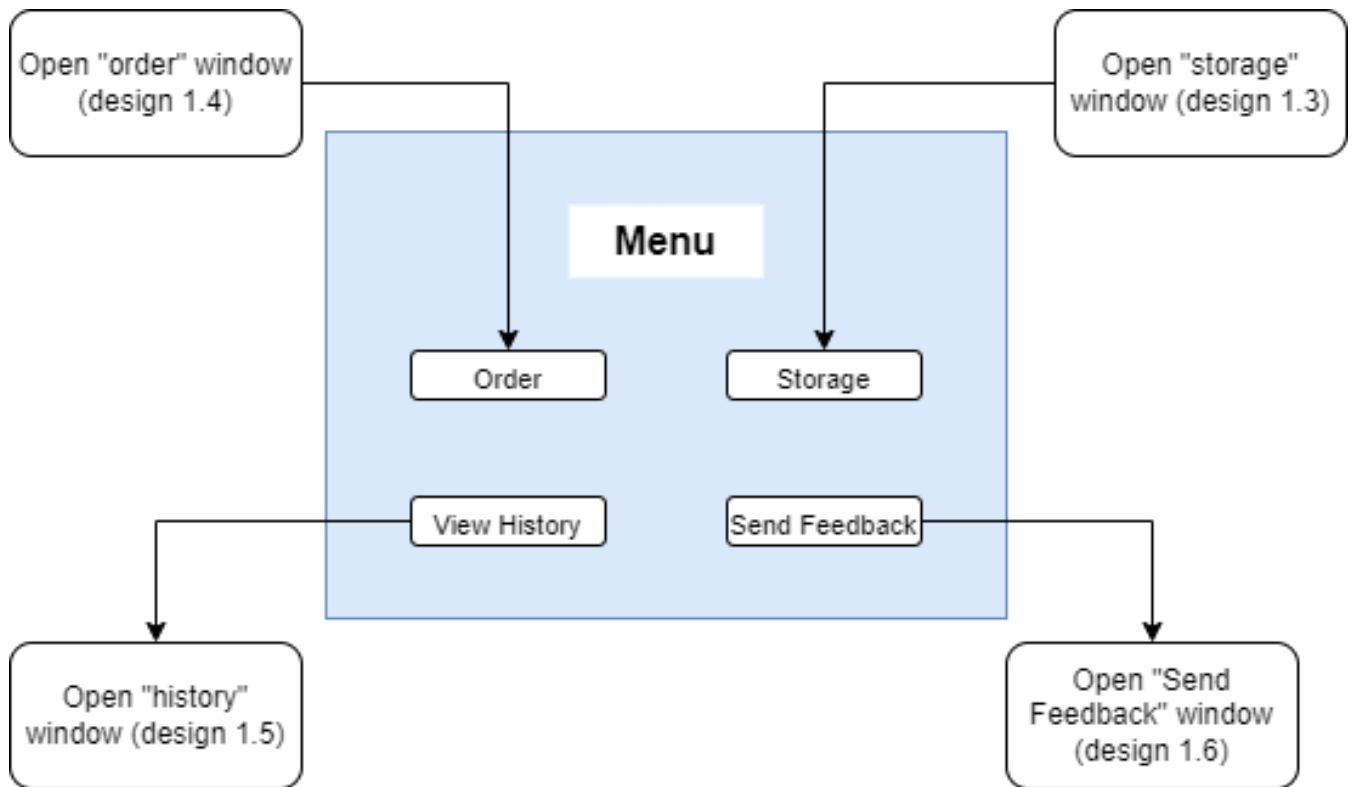 Open "order" window
(design 1.4)
Open "storage"
window (design 1.3)
Menu
Order
Storage
View History
Send Feedback
Open "history"
window (design 1.5)
Open "Send
Feedback" window
(design 1.6)